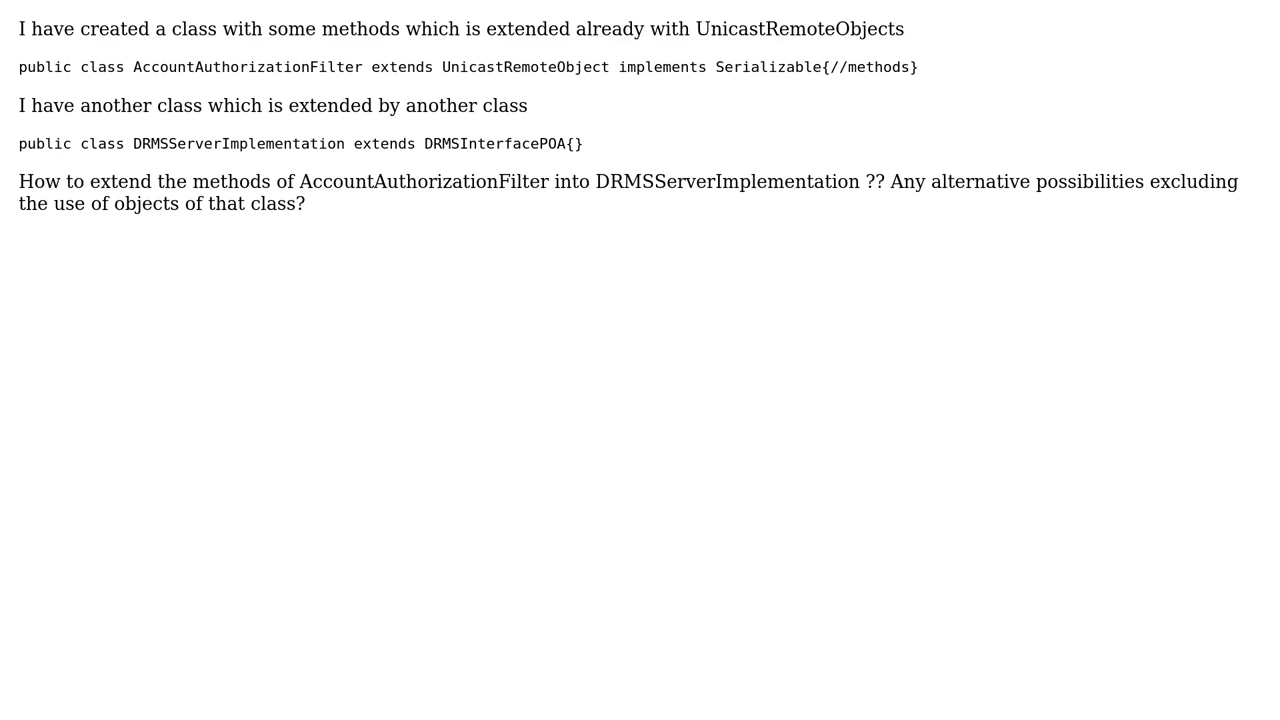 I have created a class with some methods which is extended already with UnicastRemoteObjects
public class AccountAuthorizationFilter extends UnicastRemoteObject implements Serializable{//methods}
I have another class which is extended by another class
public class DRMSServerImplementation extends DRMSInterfacePOA{}
How to extend the methods of AccountAuthorizationFilter into DRMSServerImplementation ?? Any alternative possibilities excluding
the use of objects of that class?